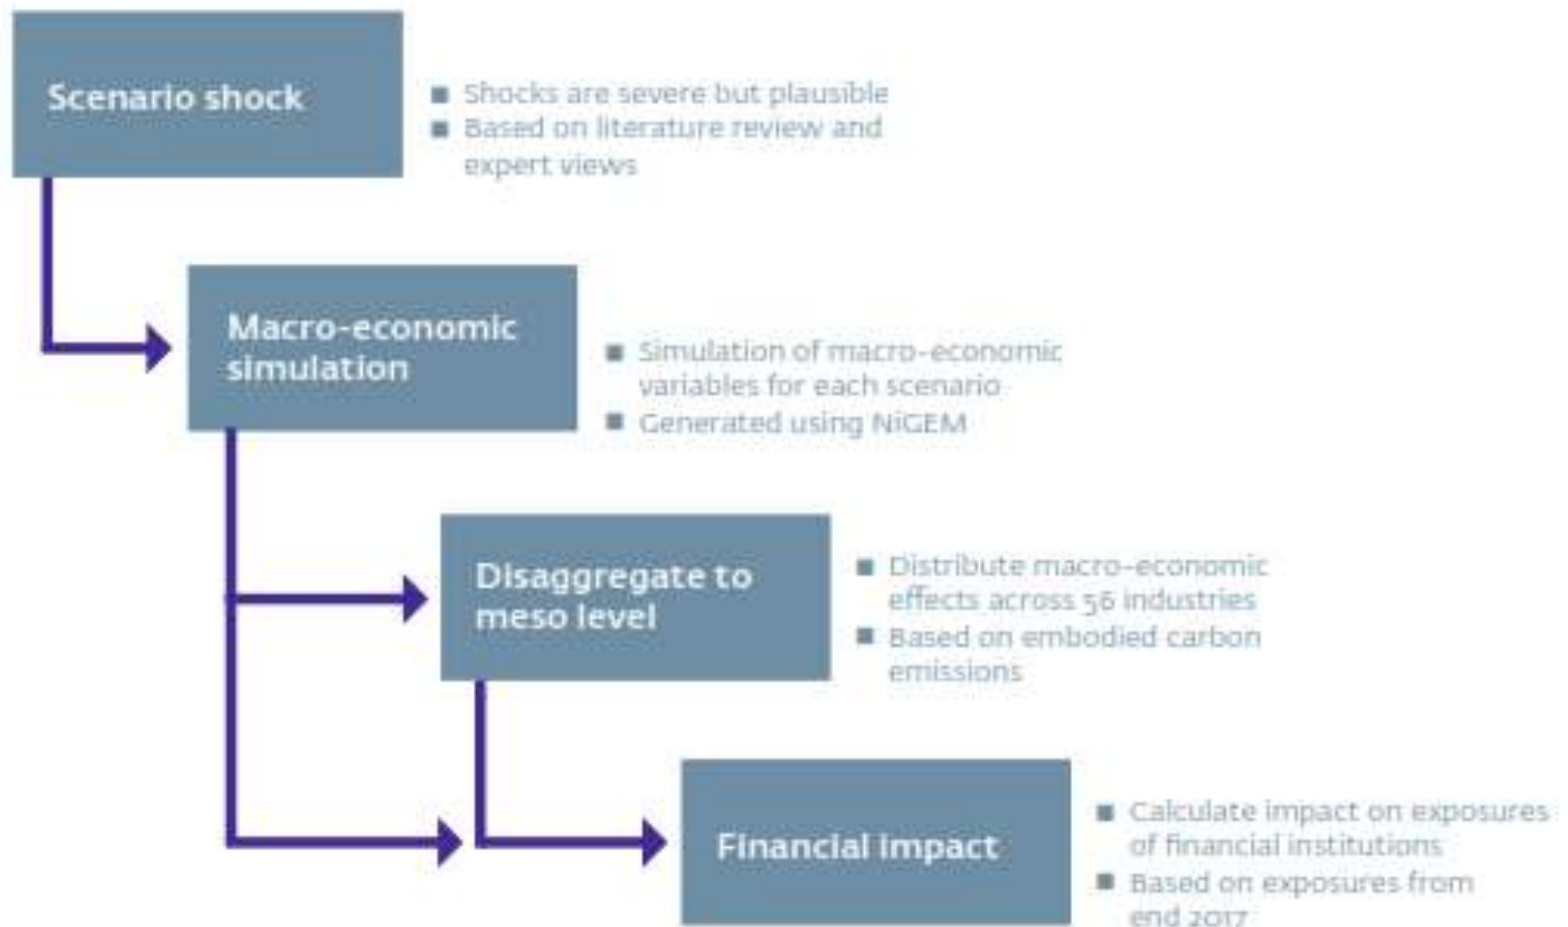 Scenario shock
■ Shocks are severe but plausible
■ Based on literature review and
expert views
Macro-economic
simulation
■ Simulation of macro-economic
variables for each scenario
■ Generated using NiGEM
Disaggregate to
meso level
■ Distribute macro-economic
effects across 56 industries
■ Based on embodied carbon
emissions
Financial impact
■ Calculate impact on exposures
of financial institutions
■ Based on exposures from
end 2017